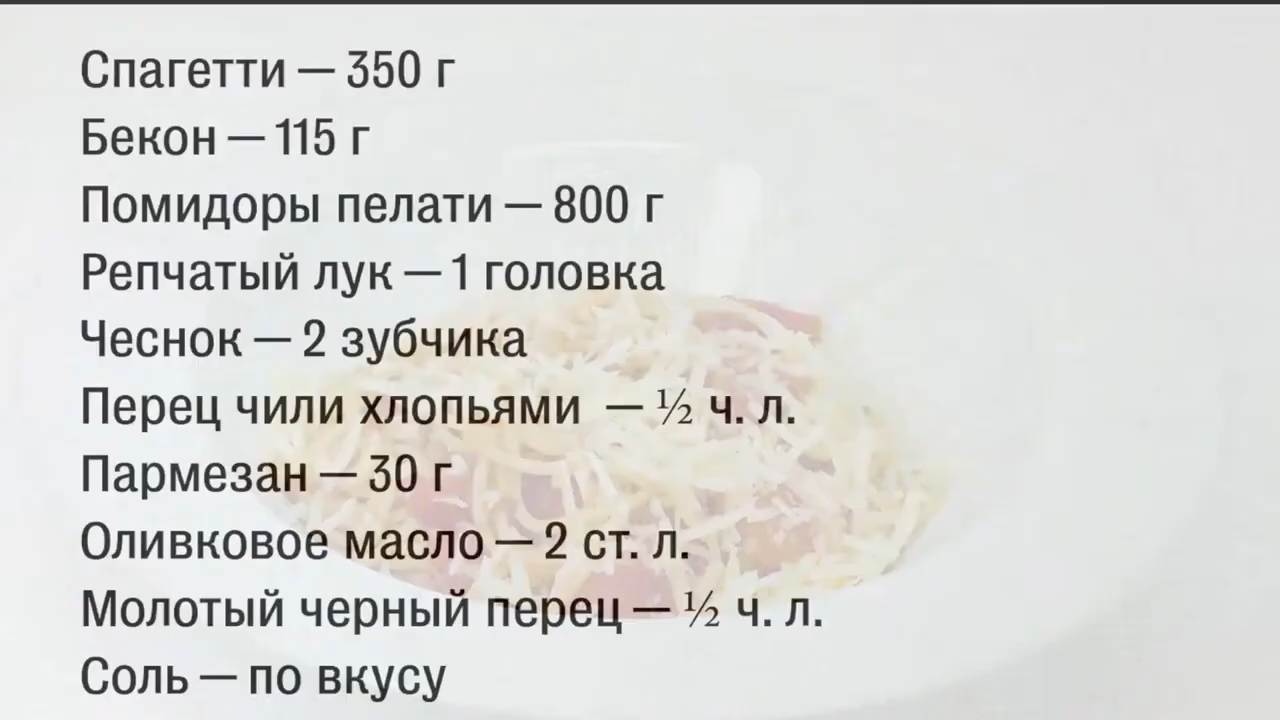 Спагетти — 350 г
Бекон — 115 г
Помидоры пелати — 800 г
Репчатый лук — 1 головка
Чеснок — 2 зубчика
Перец чили хлопьями — ½ ч. л.
Пармезан — 30 г
Оливковое масло — 2 ст. л.
Молотый черный перец — ½ ч. л.
Соль — по вкусу